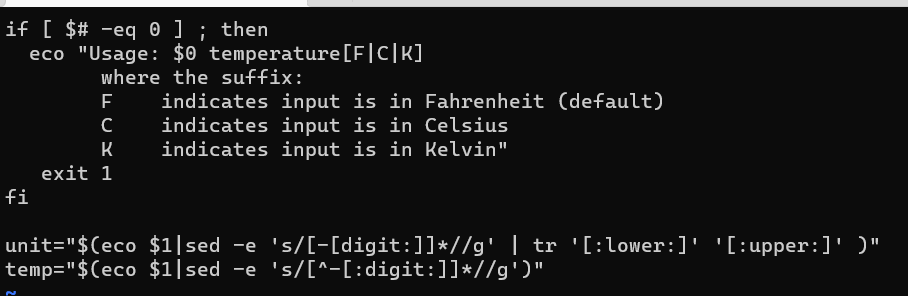 if [ $# -eq 0 ] ; then
  eco "Usage: $0 temperature[F|C|K]
        where the suffix:
        F    indicates input is in Fahrenheit (default)
        C    indicates input is in Celsius
        K    indicates input is in Kelvin"
   exit 1
fi

unit="$(eco $1|sed -e 's/[-[digit:]]*//g' | tr '[:lower:]' '[:upper:]' )"
temp="$(eco $1|sed -e 's/[^-[:digit:]]*//g')"
~